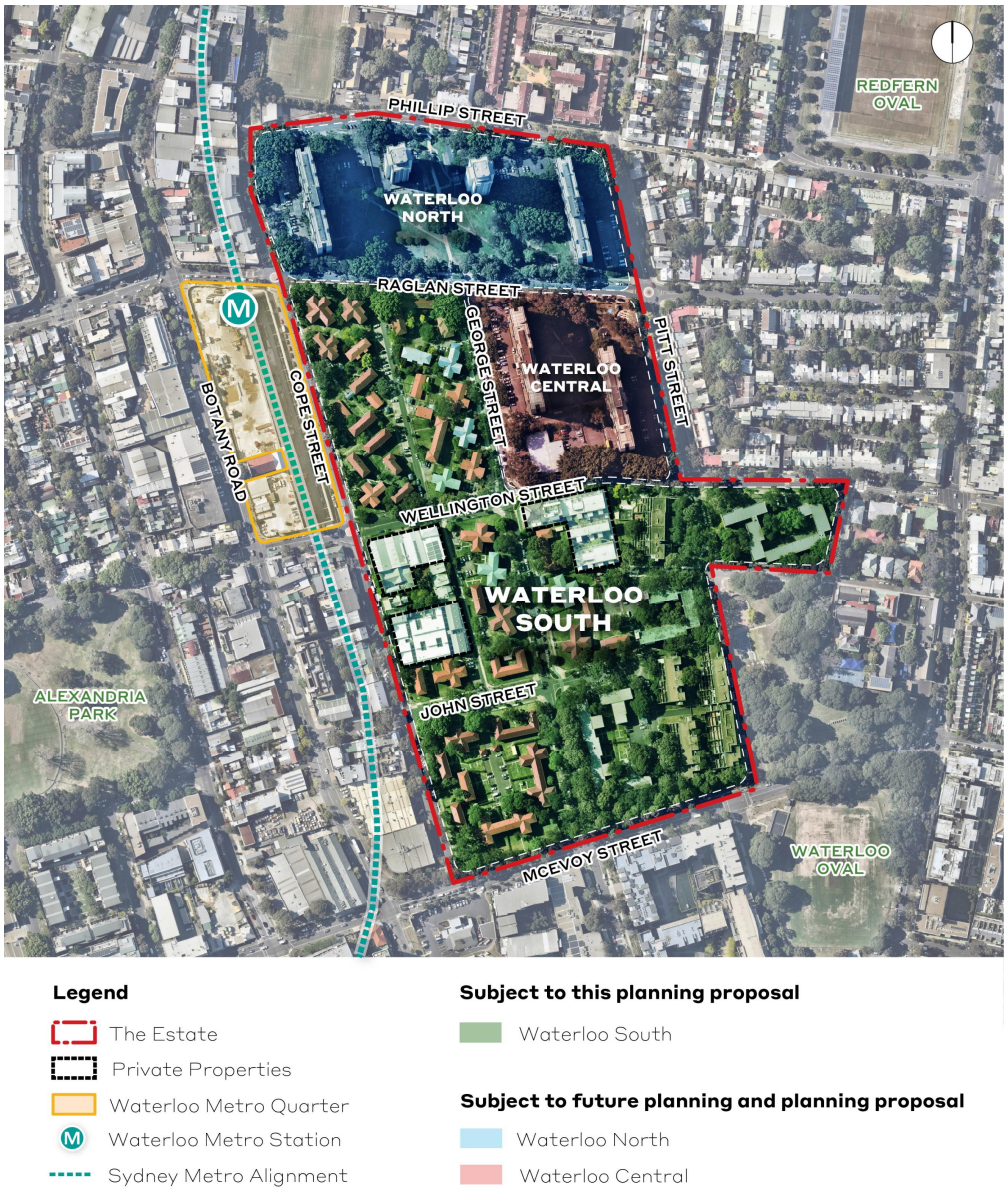 PHILLIP STREET
REDFERN
OVAL
WATERLOO
NORTH
RAGLAN STREET
M
GEORGE STREET
PITT STREET
WATERLOO
CENTRAL
COPE STREET
BOTANY ROAD
WELLINGTON STREET
WATERLOO
SOUTH
ALEXANDRIA
PARK
JOHN STREET
MCEVOY STREET
WATERLOO
OVAL
Legend
The Estate
Private Properties
Waterloo Metro Quarter
M
Waterloo Metro Station
Sydney Metro Alignment
Subject to this planning proposal
Waterloo South
Subject to future planning and planning proposal
Waterloo North
Waterloo Central